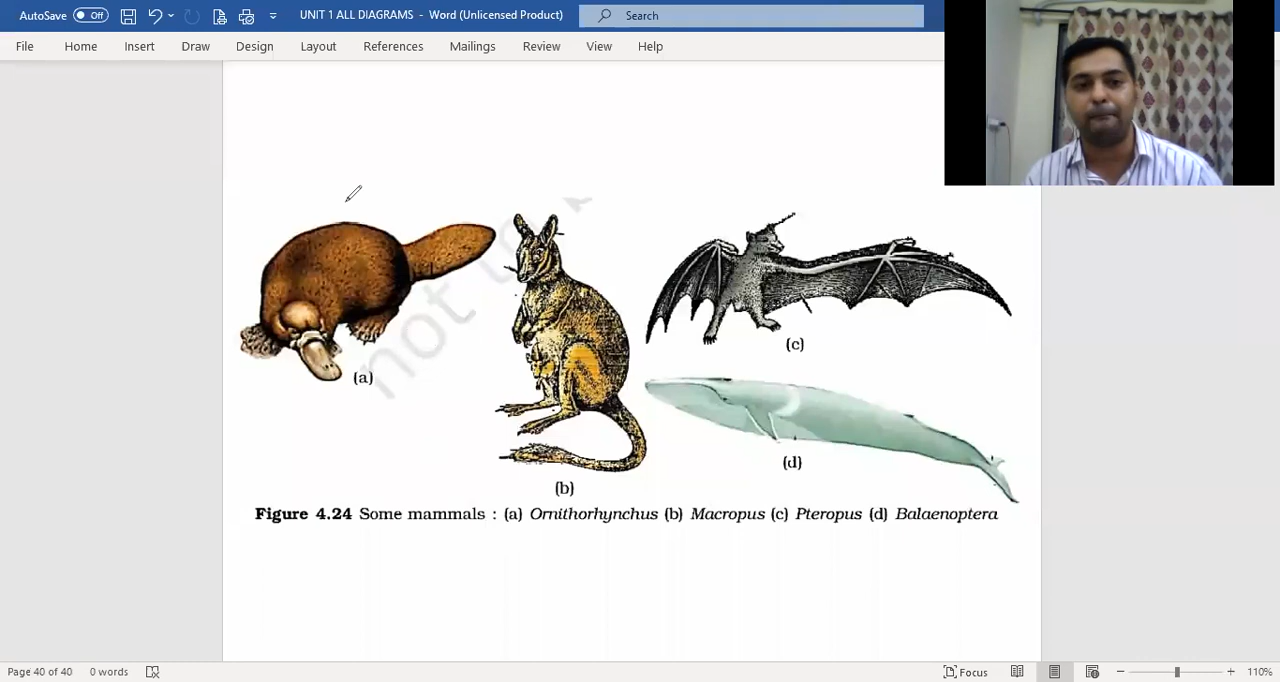 AutoSave Off UNIT 1 ALL DIAGRAMS - Word (Unlicensed Product) Search
File Home Insert Draw Design Layout References Mailings Review View Help
not to b
(a)
(b)
(c)
(d)
Figure 4.24 Some mammals : (a) Ornithorhynchus (b) Macropus (c) Pteropus (d) Balaenoptera
Page 40 of 40 0 words Focus 110%